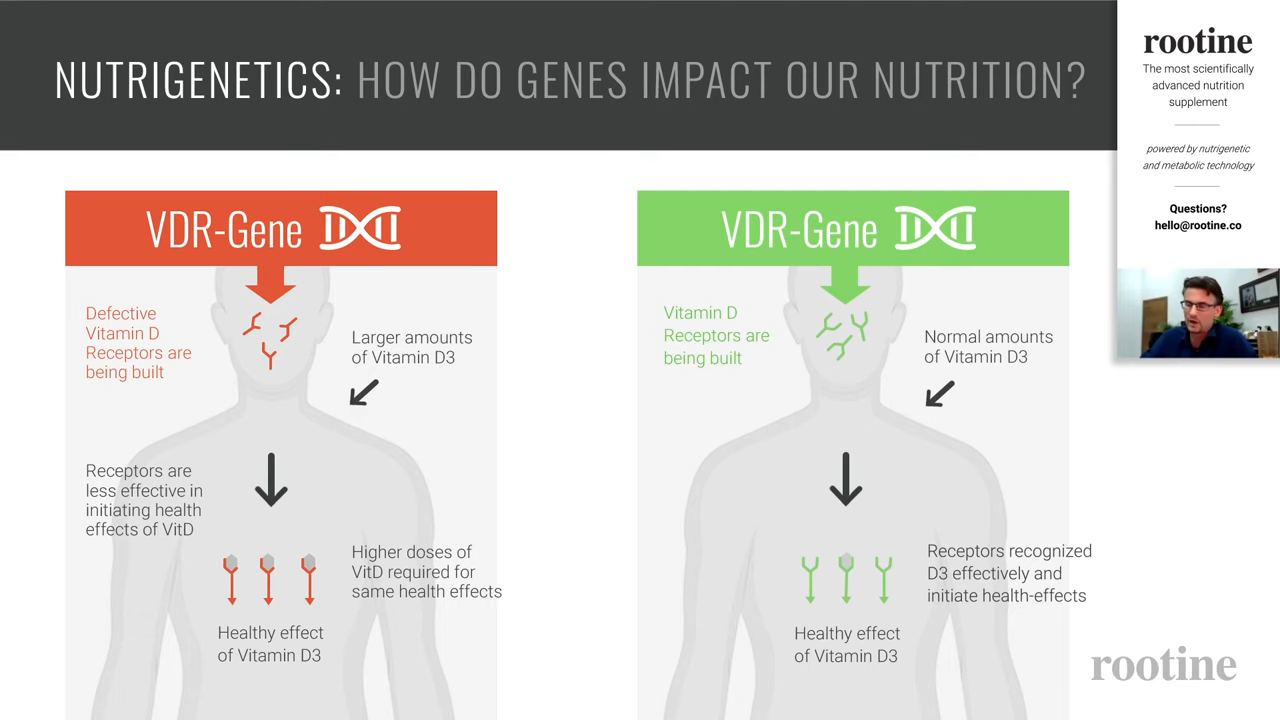 NUTRIGENETICS: HOW DO GENES IMPACT OUR NUTRITION?
rootine
The most scientifically
advanced nutrition
supplement
powered by nutrigenetic
and metabolic technology
Questions?
hello@rootine.co
VDR-Gene
Defective
Vitamin D
Receptors are
being built
Larger amounts
of Vitamin D3
Receptors are
less effective in
initiating health
effects of VitD
Higher doses of
VitD required for
same health effects
Healthy effect
of Vitamin D3
VDR-Gene
Vitamin D
Receptors are
being built
Normal amounts
of Vitamin D3
Receptors recognized
D3 effectively and
initiate health-effects
Healthy effect
of Vitamin D3
rootine